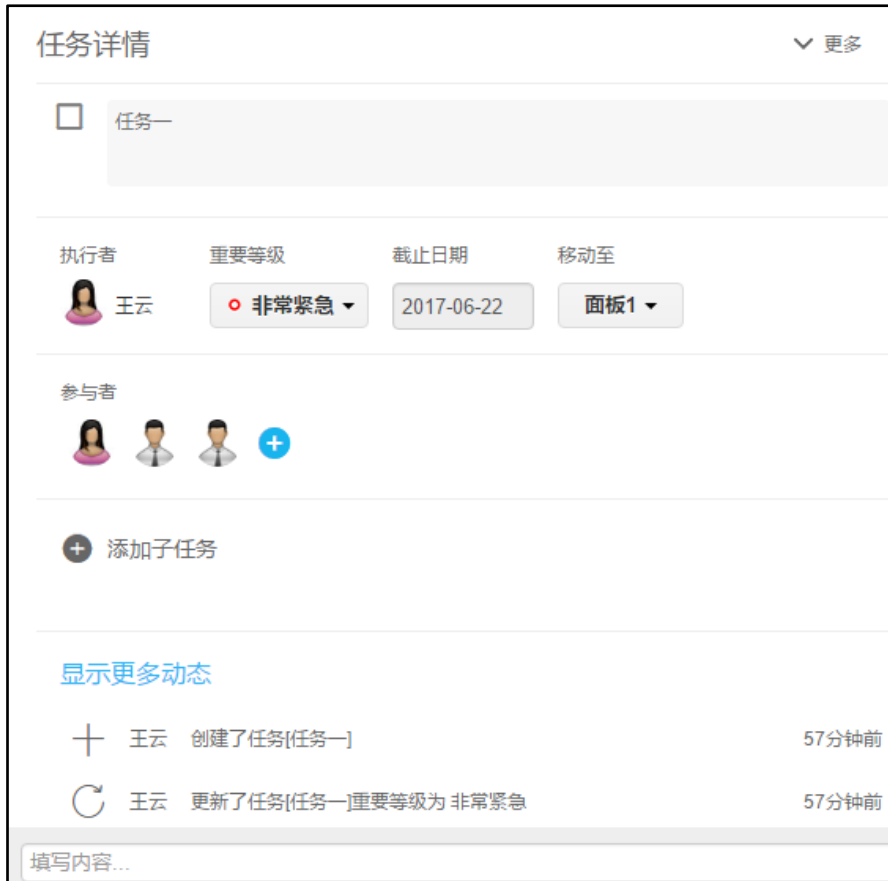 任务详情 更多
任务一
执行者 重要等级 截止日期 移动至
王云 非常紧急 2017-06-22 面板1
参与者
添加子任务
显示更多动态
王云 创建了任务[任务一] 57分钟前
王云 更新了任务[任务一]重要等级为 非常紧急 57分钟前
填写内容...